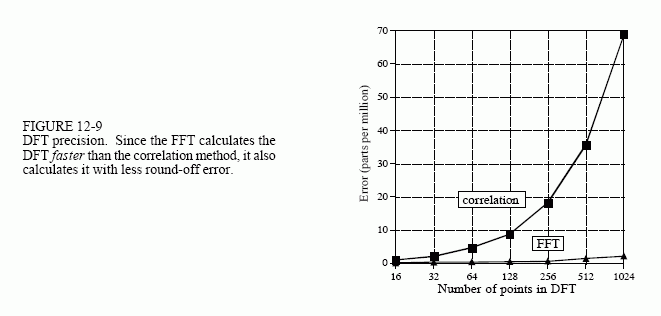 FIGURE 12-9
DFT precision. Since the FFT calculates the
DFT faster than the correlation method, it also
calculates it with less round-off error.
Error (parts per million)
70
60
50
40
30
20
10
0
correlation
FFT
16 32 64 128 256 512 1024
Number of points in DFT